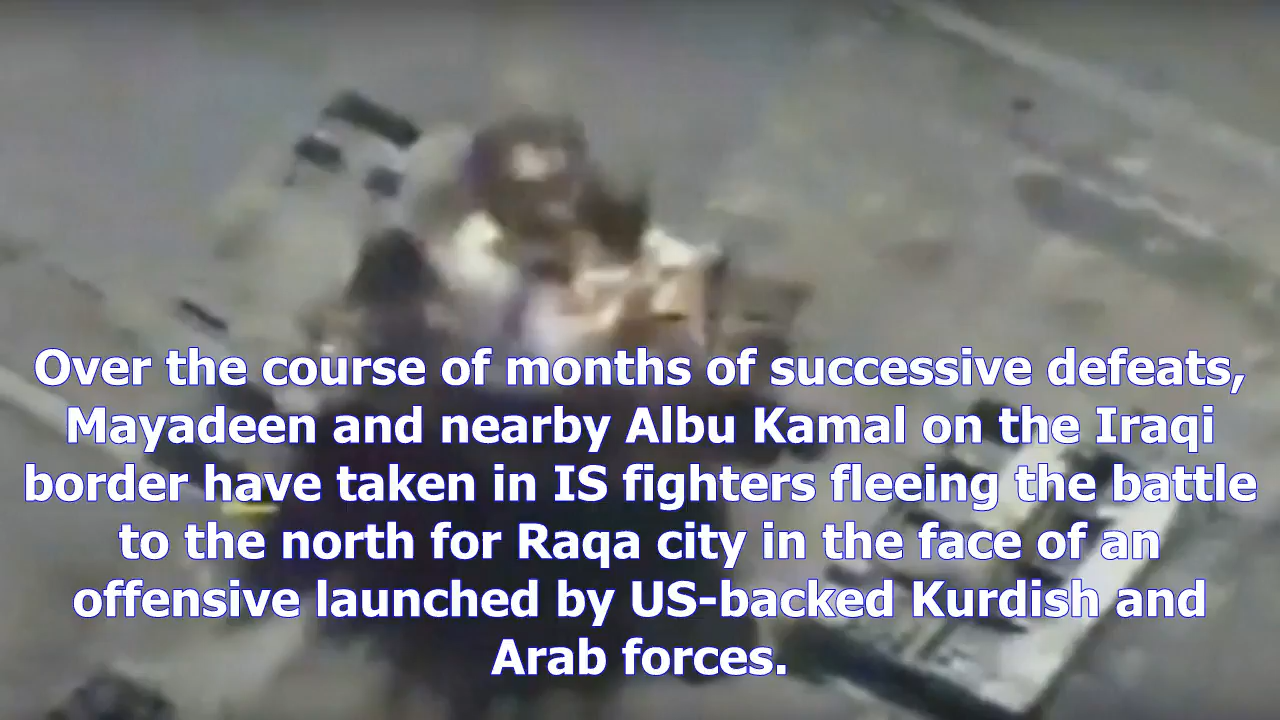 Over the course of months of successive defeats,
Mayadeen and nearby Albu Kamal on the Iraqi
border have taken in IS fighters fleeing the battle
to the north for Raqa city in the face of an
offensive launched by US-backed Kurdish and
Arab forces.